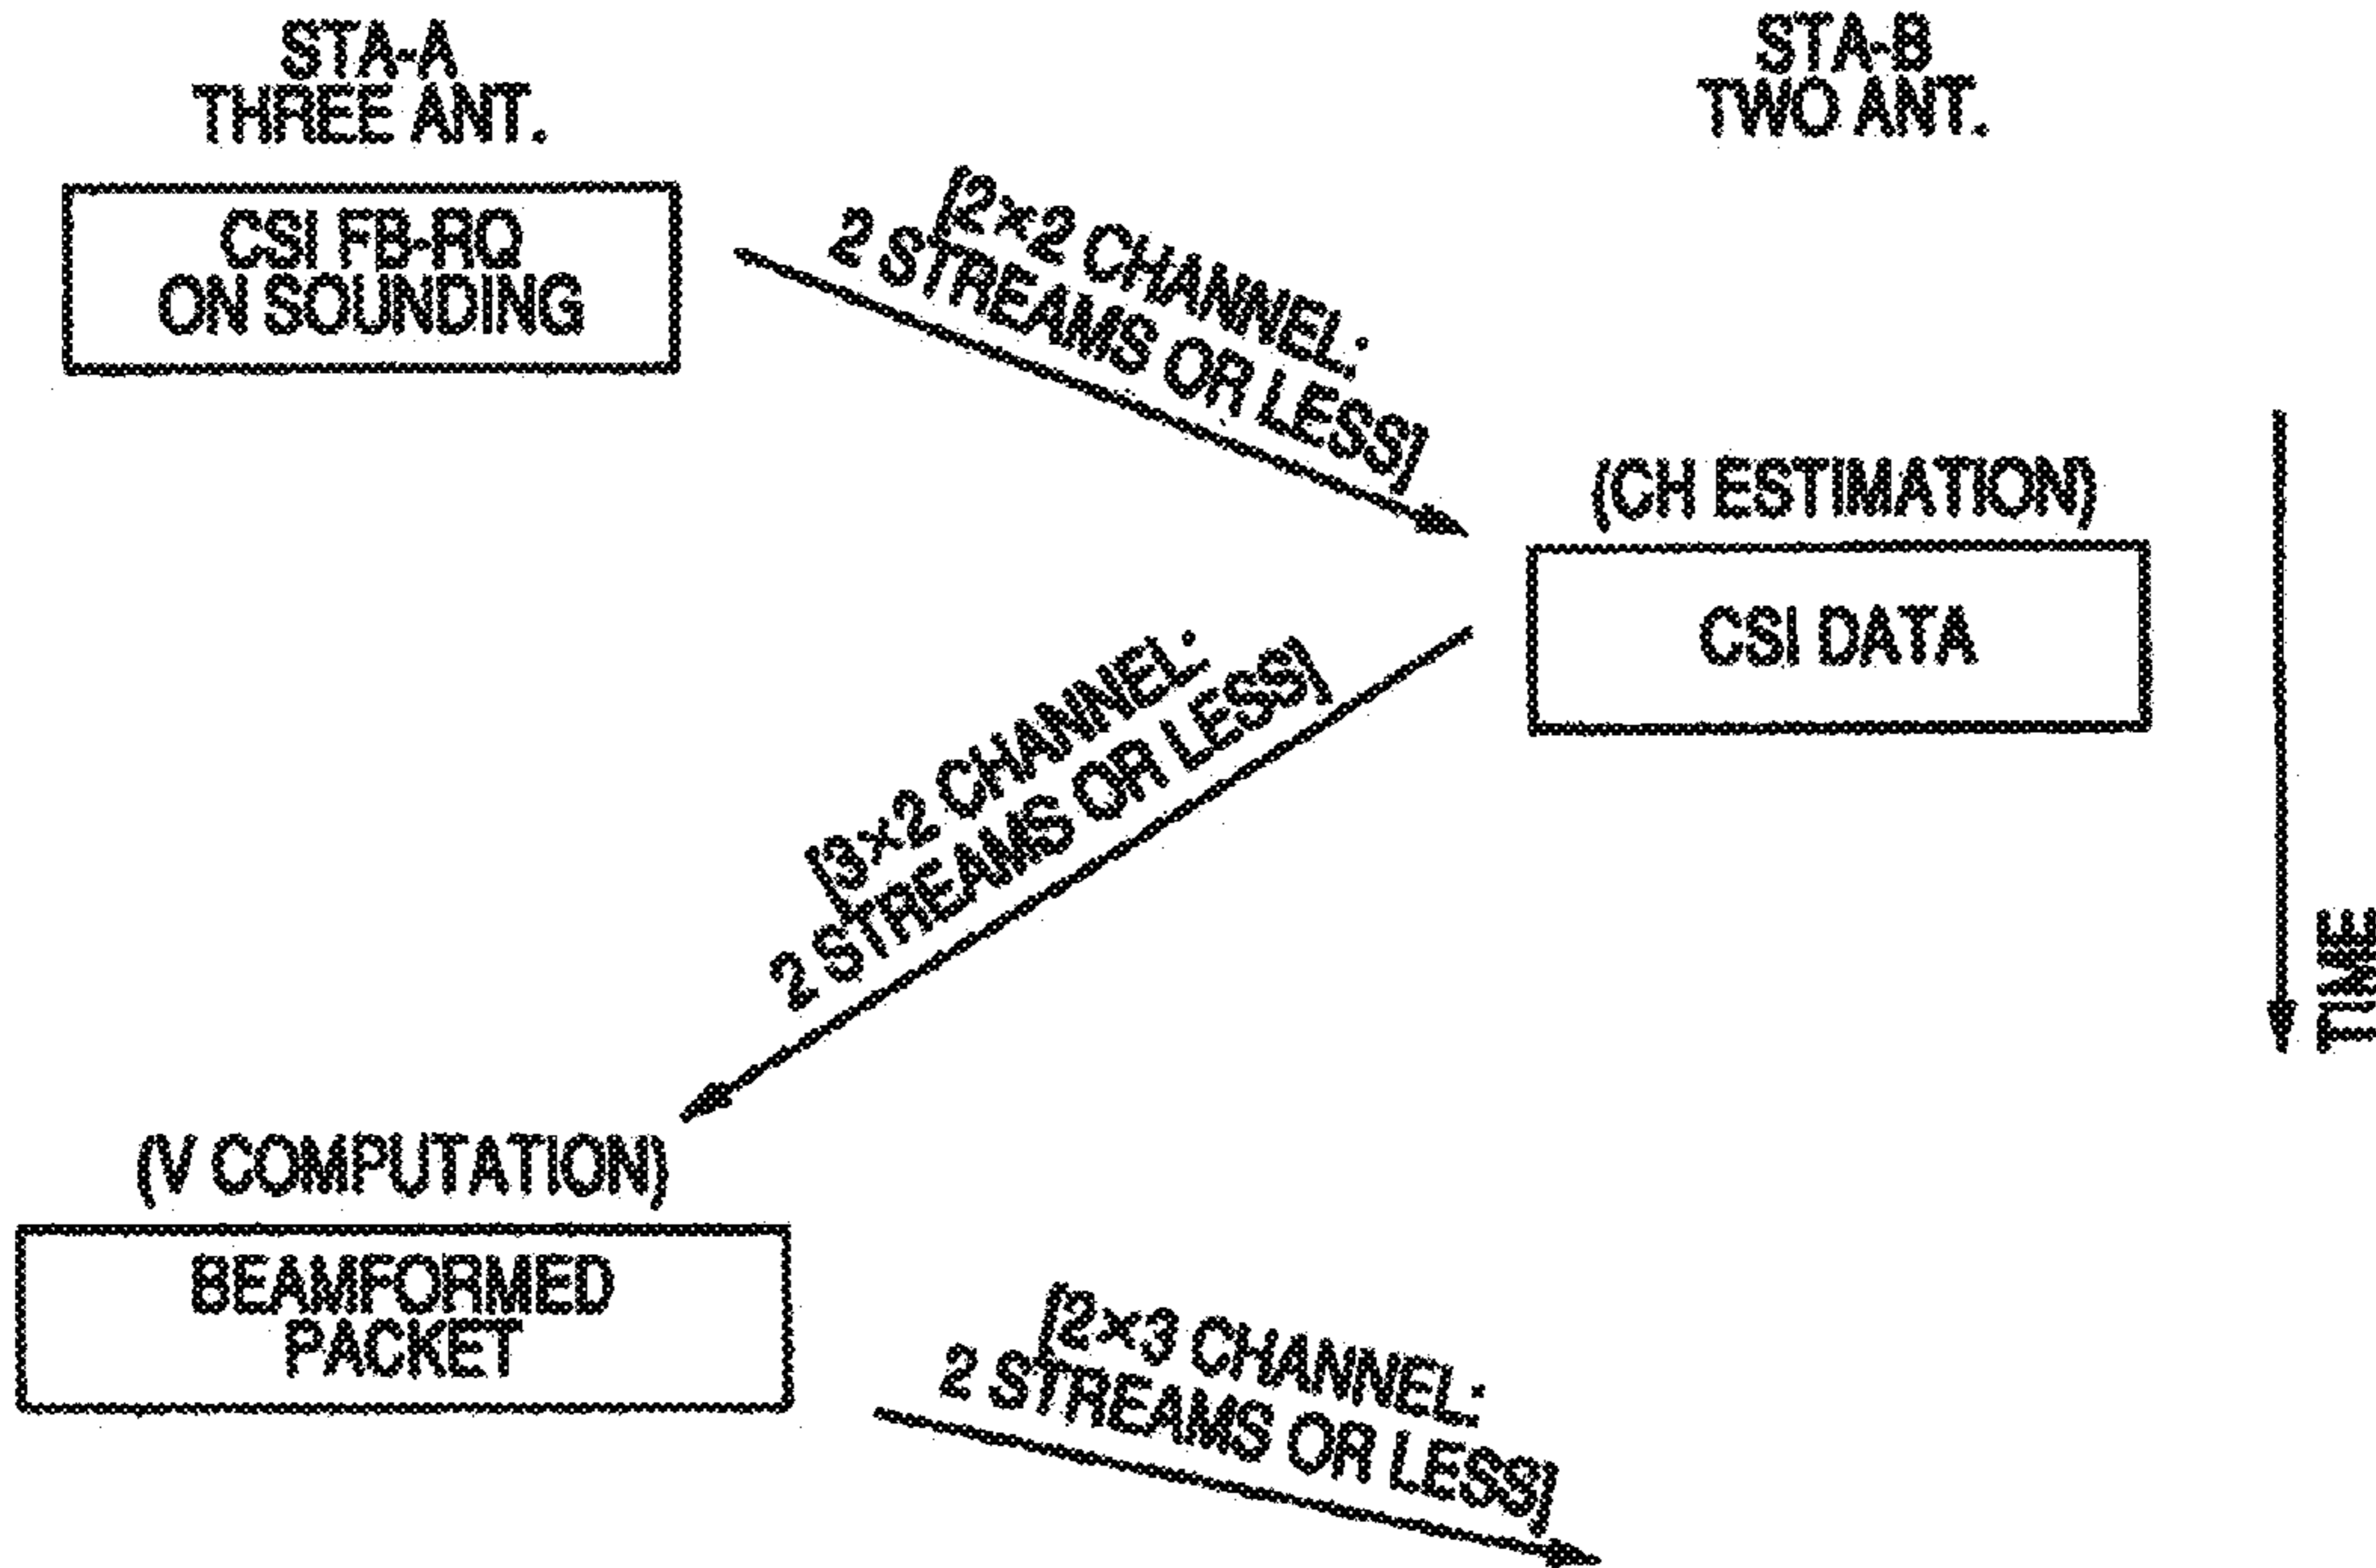 STA-A
THREE ANT.
STA-B
TWO ANT.
CSI FB-RQ
ON SOUNDING
[2×2 CHANNEL:
2 STREAMS OR LESS]
(CH ESTIMATION)
CSI DATA
[3×2 CHANNEL:
2 STREAMS OR LESS]
TIME
(V COMPUTATION)
BEAMFORMED
PACKET
[2×3 CHANNEL:
2 STREAMS OR LESS]